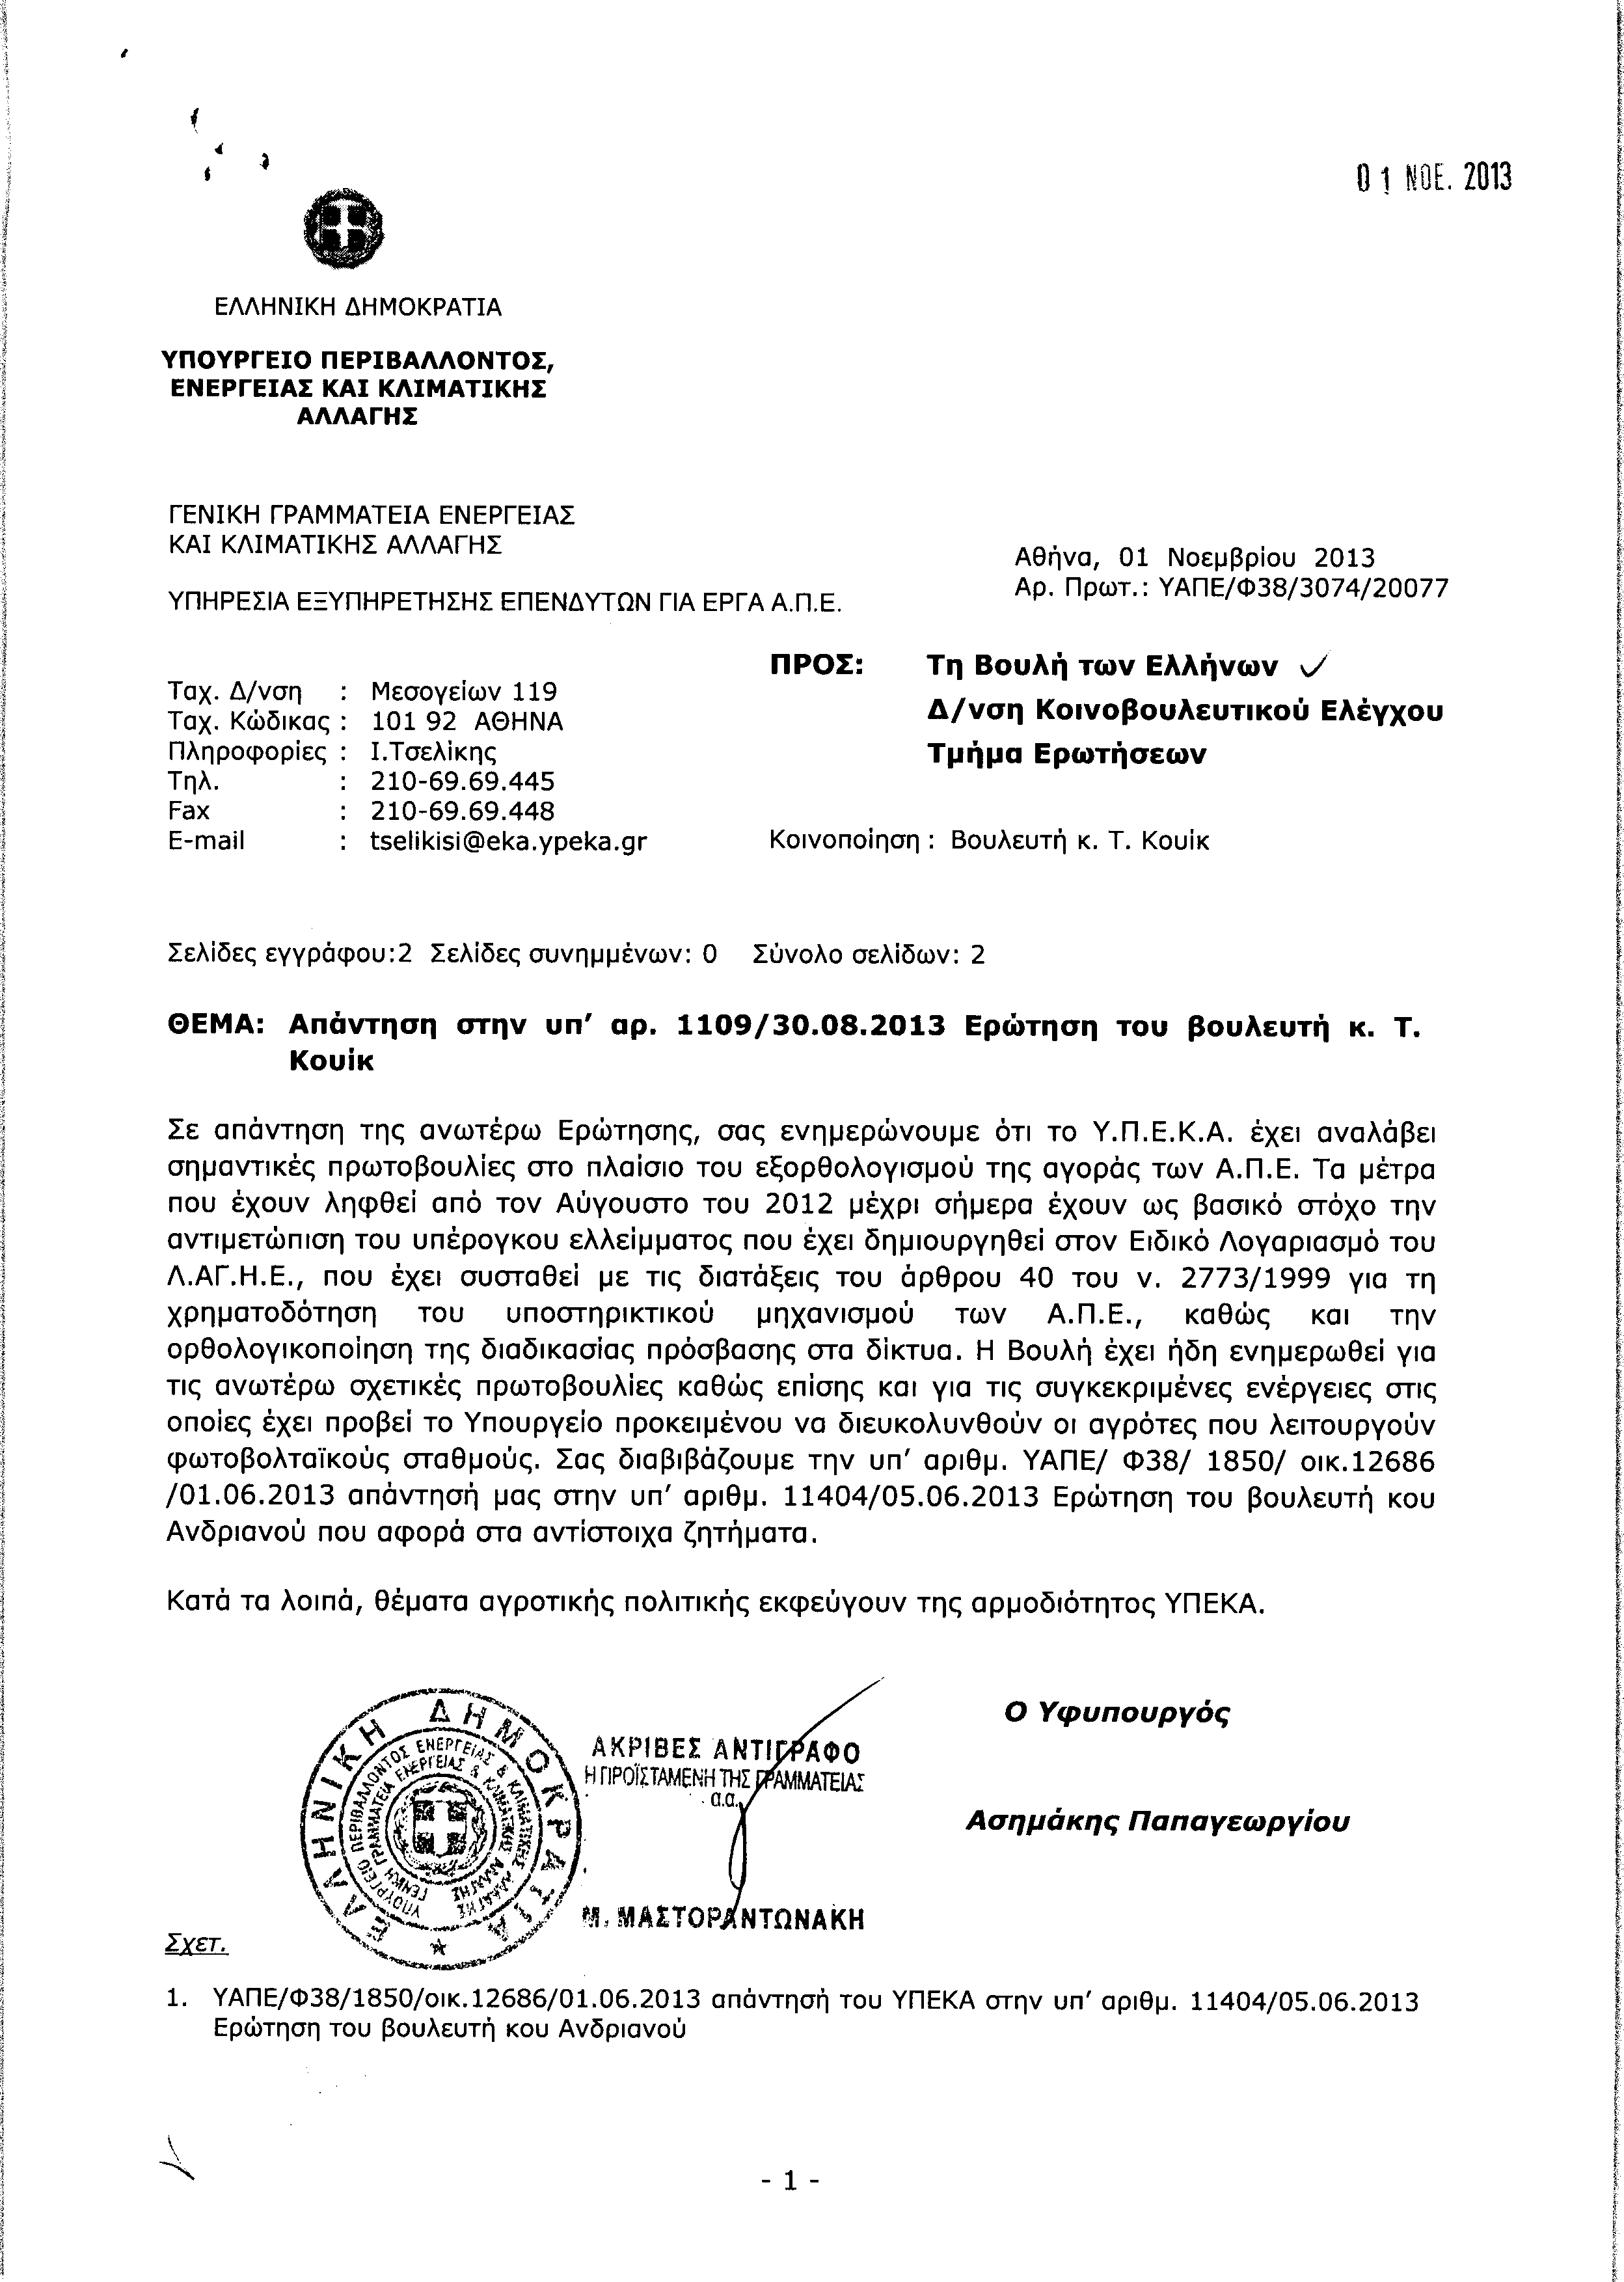 01 ΝΟΕ. 2013
ΕΛΛΗΝΙΚΗ ΔΗΜΟΚΡΑΤΙΑ
ΥΠΟΥΡΓΕΙΟ ΠΕΡΙΒΑΛΛΟΝΤΟΣ,
ΕΝΕΡΓΕΙΑΣ ΚΑΙ ΚΛΙΜΑΤΙΚΗΣ
ΑΛΛΑΓΗΣ
ΓΕΝΙΚΗ ΓΡΑΜΜΑΤΕΙΑ ΕΝΕΡΓΕΙΑΣ
ΚΑΙ ΚΛΙΜΑΤΙΚΗΣ ΑΛΛΑΓΗΣ
ΥΠΗΡΕΣΙΑ ΕΞΥΠΗΡΕΤΗΣΗΣ ΕΠΕΝΔΥΤΩΝ ΓΙΑ ΕΡΓΑ Α.Π.Ε.
Αθήνα, 01 Νοεμβρίου 2013
Αρ. Πρωτ.: ΥΑΠΕ/Φ38/3074/20077
Ταχ. Δ/νση : Μεσογείων 119
Ταχ. Κώδικας : 101 92 ΑΘΗΝΑ
Πληροφορίες : Ι.Τσελίκης
Τηλ. : 210-69.69.445
Fax : 210-69.69.448
E-mail : tselikisi@eka.ypeka.gr
ΠΡΟΣ: Τη Βουλή των Ελλήνων
Δ/νση Κοινοβουλευτικού Ελέγχου
Τμήμα Ερωτήσεων
Κοινοποίηση : Βουλευτή κ. Τ. Κουίκ
Σελίδες εγγράφου:2 Σελίδες συνημμένων: 0 Σύνολο σελίδων: 2
ΘΕΜΑ: Απάντηση στην υπ' αρ. 1109/30.08.2013 Ερώτηση του βουλευτή κ. Τ.
Κουίκ
Σε απάντηση της ανωτέρω Ερώτησης, σας ενημερώνουμε ότι το Υ.Π.Ε.Κ.Α. έχει αναλάβει
σημαντικές πρωτοβουλίες στο πλαίσιο του εξορθολογισμού της αγοράς των Α.Π.Ε. Τα μέτρα
που έχουν ληφθεί από τον Αύγουστο του 2012 μέχρι σήμερα έχουν ως βασικό στόχο την
αντιμετώπιση του υπέρογκου ελλείμματος που έχει δημιουργηθεί στον Ειδικό Λογαριασμό του
Λ.ΑΓ.Η.Ε., που έχει συσταθεί με τις διατάξεις του άρθρου 40 του ν. 2773/1999 για τη
χρηματοδότηση του υποστηρικτικού μηχανισμού των Α.Π.Ε., καθώς και την
ορθολογικοποίηση της διαδικασίας πρόσβασης στα δίκτυα. Η Βουλή έχει ήδη ενημερωθεί για
τις ανωτέρω σχετικές πρωτοβουλίες καθώς επίσης και για τις συγκεκριμένες ενέργειες στις
οποίες έχει προβεί το Υπουργείο προκειμένου να διευκολυνθούν οι αγρότες που λειτουργούν
φωτοβολταϊκούς σταθμούς. Σας διαβιβάζουμε την υπ' αριθμ. ΥΑΠΕ/ Φ38/ 1850/ οικ.12686
/01.06.2013 απάντησή μας στην υπ' αριθμ. 11404/05.06.2013 Ερώτηση του βουλευτή κου
Ανδριανού που αφορά στα αντίστοιχα ζητήματα.
Κατά τα λοιπά, θέματα αγροτικής πολιτικής εκφεύγουν της αρμοδιότητος ΥΠΕΚΑ.
Ο Υφυπουργός
Ασημάκης Παπαγεωργίου
ΕΛΛΗΝΙΚΗ ΔΗΜΟΚΡΑΤΙΑ
ΥΠΟΥΡΓΕΙΟ ΠΕΡΙΒΑΛΛΟΝΤΟΣ ΕΝΕΡΓΕΙΑΣ & ΚΛΙΜΑΤΙΚΗΣ ΑΛΛΑΓΗΣ
ΓΕΝΙΚΗ ΓΡΑΜΜΑΤΕΙΑ ΕΝΕΡΓΕΙΑΣ & ΚΛΙΜΑΤΙΚΗΣ ΑΛΛΑΓΗΣ
ΑΚΡΙΒΕΣ ΑΝΤΙΓΡΑΦΟ
Η ΠΡΟΪΣΤΑΜΕΝΗ ΤΗΣ ΓΡΑΜΜΑΤΕΙΑΣ
α.α.
Μ. ΜΑΣΤΟΡΑΝΤΩΝΑΚΗ
Σχετ.
1. ΥΑΠΕ/Φ38/1850/οικ.12686/01.06.2013 απάντησή του ΥΠΕΚΑ στην υπ' αριθμ. 11404/05.06.2013
Ερώτηση του βουλευτή κου Ανδριανού
- 1 -